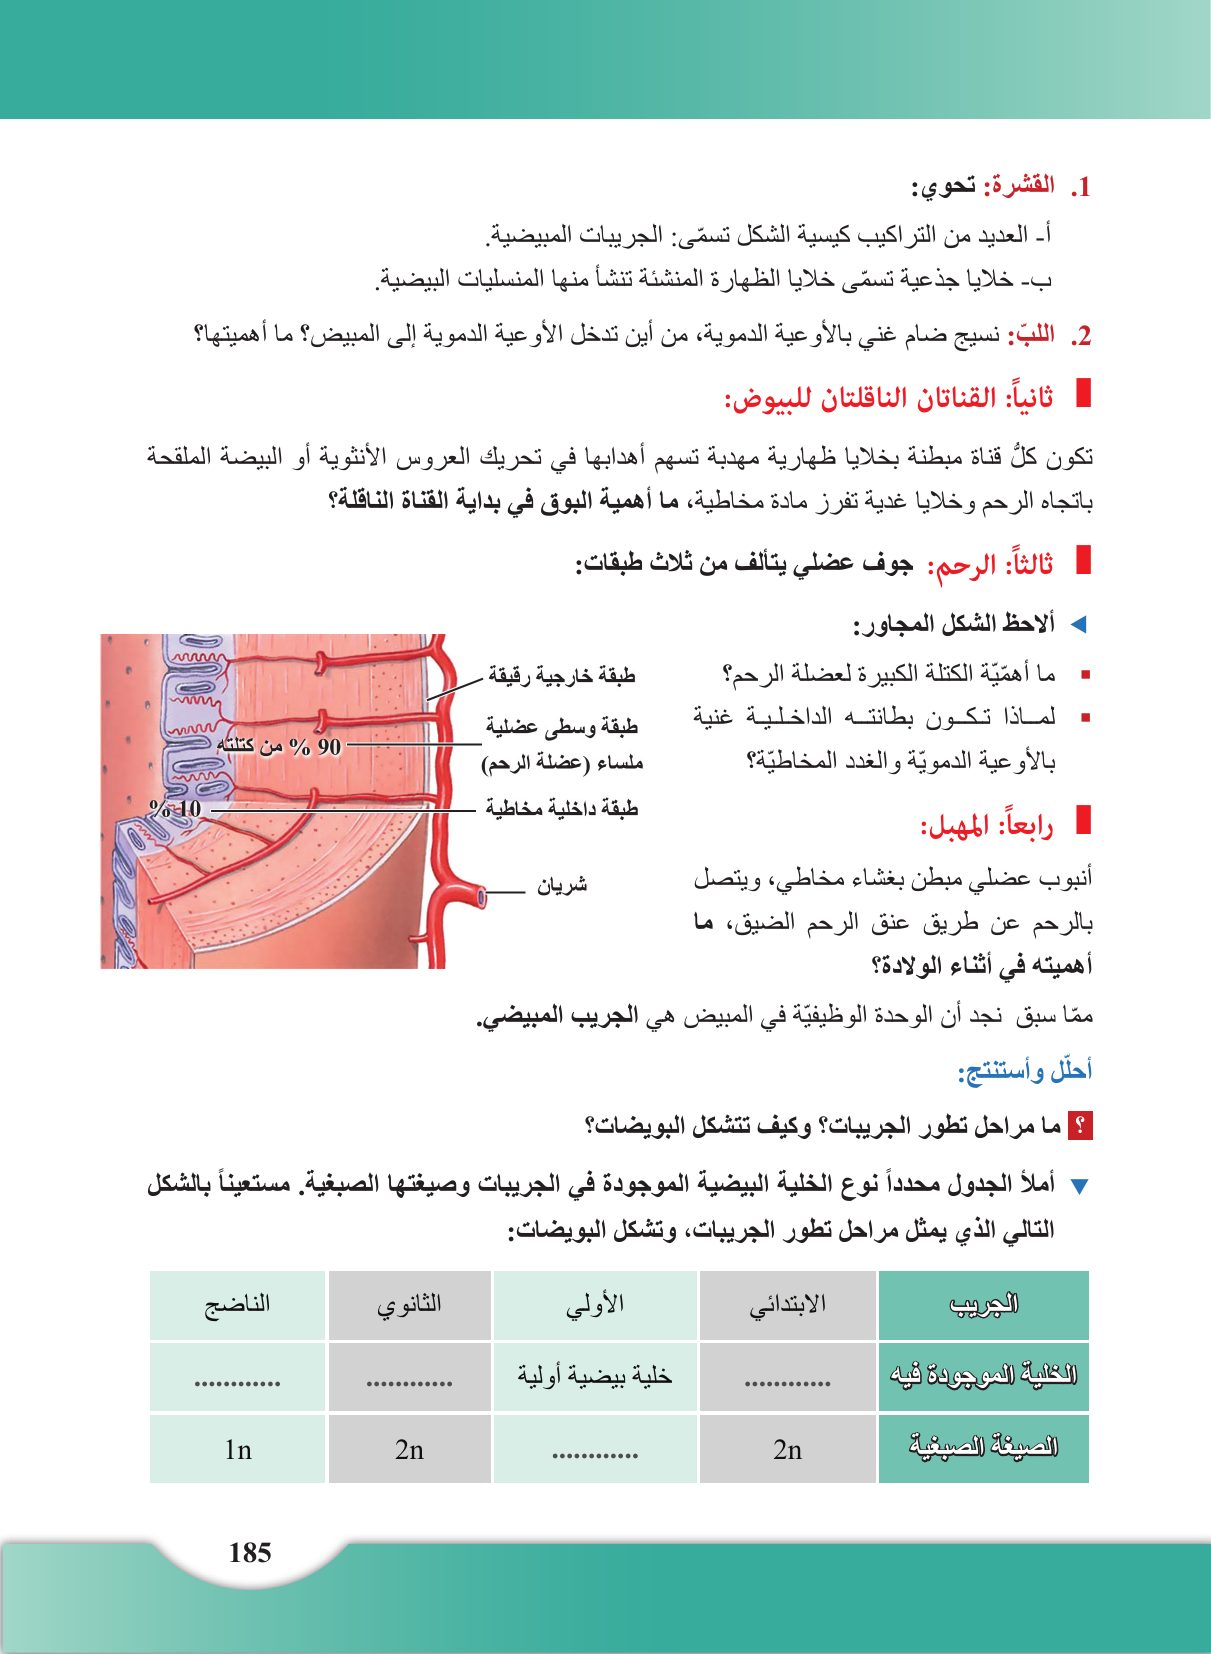 1. القشرة: تحوي:
أ- العديد من التراكيب كيسية الشكل تسمّى: الجريبات المبيضية.
ب- خلايا جذعية تسمّى خلايا الظهارة المنشئة تنشأ منها المنسليات البيضية.
2. اللبّ: نسيج ضام غني بالأوعية الدموية، من أين تدخل الأوعية الدموية إلى المبيض؟ ما أهميتها؟
ثانياً: القناتان الناقلتان للبيوض:
تكون كلُّ قناة مبطنة بخلايا ظهارية مهدبة تسهم أهدابها في تحريك العروس الأنثوية أو البيضة الملقحة
باتجاه الرحم وخلايا غدية تفرز مادة مخاطية، ما أهمية البوق في بداية القناة الناقلة؟
ثالثاً: الرحم: جوف عضلي يتألف من ثلاث طبقات:
ألاحظ الشكل المجاور:
ما أهمّيّة الكتلة الكبيرة لعضلة الرحم؟
لماذا تكون بطانته الداخلية غنية
بالأوعية الدمويّة والغدد المخاطيّة؟
طبقة خارجية رقيقة
طبقة وسطى عضلية
ملساء (عضلة الرحم)
90 % من كتلته
طبقة داخلية مخاطية
10 %
شريان
رابعاً: المهبل:
أنبوب عضلي مبطن بغشاء مخاطي، ويتصل
بالرحم عن طريق عنق الرحم الضيق، ما
أهميته في أثناء الولادة؟
ممّا سبق نجد أن الوحدة الوظيفيّة في المبيض هي الجريب المبيضي.
أحلّل وأستنتج:
؟ ما مراحل تطور الجريبات؟ وكيف تتشكل البويضات؟
أملأ الجدول محدداً نوع الخلية البيضية الموجودة في الجريبات وصيغتها الصبغية. مستعيناً بالشكل
التالي الذي يمثل مراحل تطور الجريبات، وتشكل البويضات:
الجريب الابتدائي الأولي الثانوي الناضج
الخلية الموجودة فيه ............ خلية بيضية أولية ............ ............
الصيغة الصبغية 2n ............ 2n 1n
185